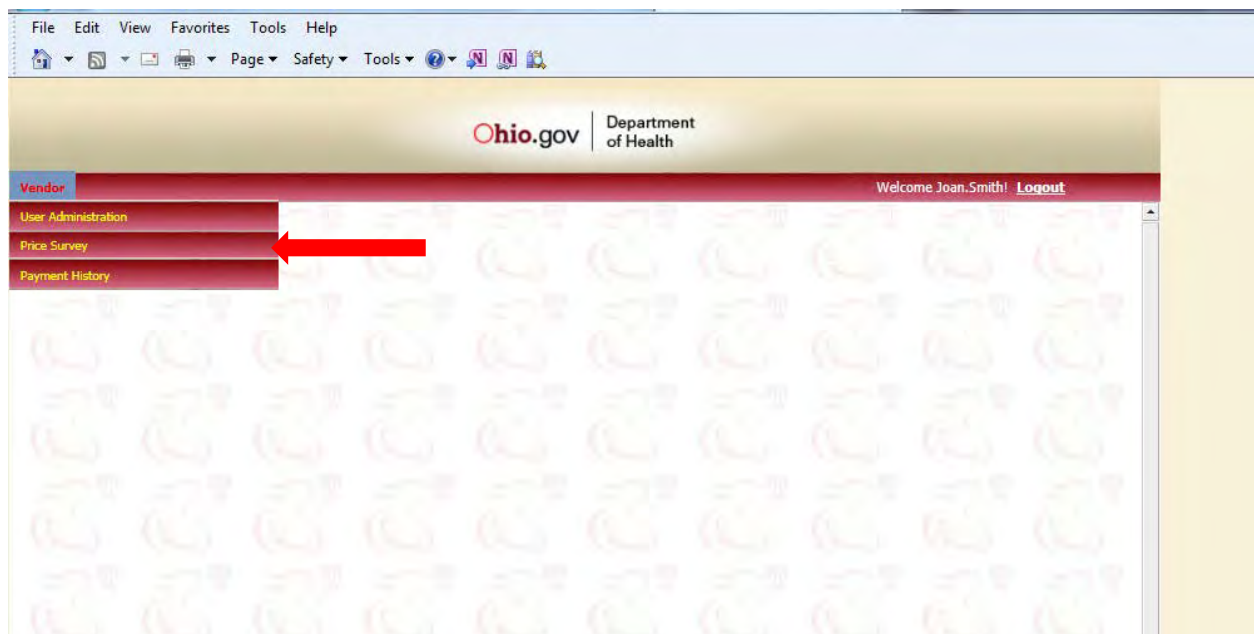 File Edit View Favorites Tools Help
Page Safety Tools
Ohio.gov Department of Health
Vendor Welcome Joan.Smith! Logout
User Administration
Price Survey
Payment History